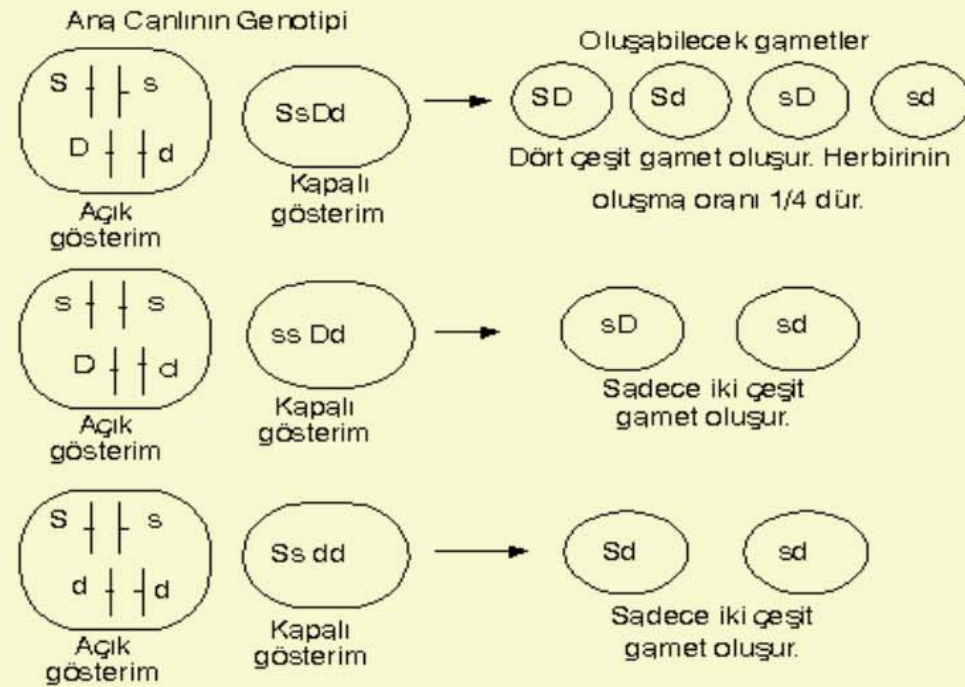 Ana Canlının Genotipi
Oluşabilecek gametler
S s
D d
SsDd
SD Sd sD sd
Dört çeşit gamet oluşur. Herbirinin
oluşma oranı 1/4 dür.
Açık
gösterim
Kapalı
gösterim
s s
D d
ss Dd
sD sd
Sadece iki çeşit
gamet oluşur.
Açık
gösterim
Kapalı
gösterim
S s
d d
Ss dd
Sd sd
Sadece iki çeşit
gamet oluşur.
Açık
gösterim
Kapalı
gösterim